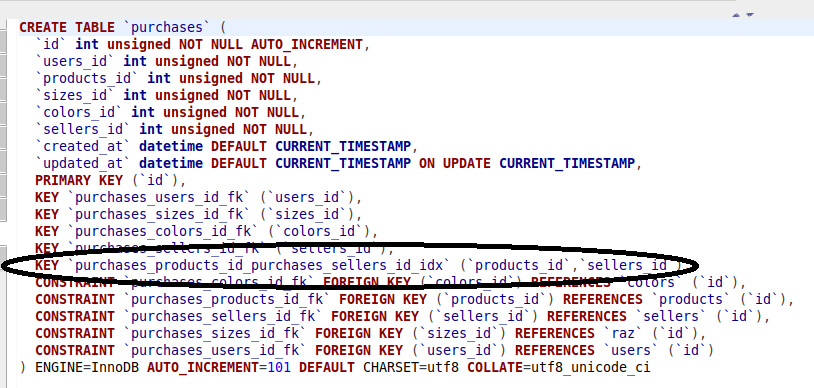 CREATE TABLE `purchases` (
`id` int unsigned NOT NULL AUTO_INCREMENT,
`users_id` int unsigned NOT NULL,
`products_id` int unsigned NOT NULL,
`sizes_id` int unsigned NOT NULL,
`colors_id` int unsigned NOT NULL,
`sellers_id` int unsigned NOT NULL,
`created_at` datetime DEFAULT CURRENT_TIMESTAMP,
`updated_at` datetime DEFAULT CURRENT_TIMESTAMP ON UPDATE CURRENT_TIMESTAMP,
PRIMARY KEY (`id`),
KEY `purchases_users_id_fk` (`users_id`),
KEY `purchases_sizes_id_fk` (`sizes_id`),
KEY `purchases_colors_id_fk` (`colors_id`),
KEY `purchases_sellers_id_fk` (`sellers_id`),
KEY `purchases_products_id_purchases_sellers_id_idx` (`products_id`,`sellers_id`),
CONSTRAINT `purchases_colors_id_fk` FOREIGN KEY (`colors_id`) REFERENCES `colors` (`id`),
CONSTRAINT `purchases_products_id_fk` FOREIGN KEY (`products_id`) REFERENCES `products` (`id`),
CONSTRAINT `purchases_sellers_id_fk` FOREIGN KEY (`sellers_id`) REFERENCES `sellers` (`id`),
CONSTRAINT `purchases_sizes_id_fk` FOREIGN KEY (`sizes_id`) REFERENCES `raz` (`id`),
CONSTRAINT `purchases_users_id_fk` FOREIGN KEY (`users_id`) REFERENCES `users` (`id`)
) ENGINE=InnoDB AUTO_INCREMENT=101 DEFAULT CHARSET=utf8 COLLATE=utf8_unicode_ci